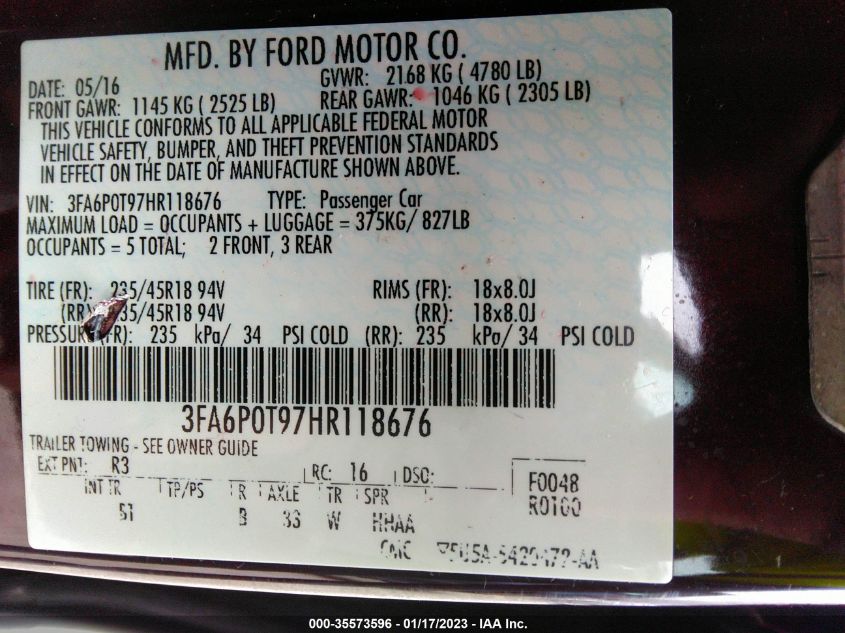 MFD. BY FORD MOTOR CO.
DATE: 05/16 GVWR: 2168 KG ( 4780 LB)
FRONT GAWR: 1145 KG ( 2525 LB) REAR GAWR: 1046 KG ( 2305 LB)
THIS VEHICLE CONFORMS TO ALL APPLICABLE FEDERAL MOTOR
VEHICLE SAFETY, BUMPER, AND THEFT PREVENTION STANDARDS
IN EFFECT ON THE DATE OF MANUFACTURE SHOWN ABOVE.
VIN: 3FA6P0T97HR118676 TYPE: Passenger Car
MAXIMUM LOAD = OCCUPANTS + LUGGAGE = 375KG/ 827LB
OCCUPANTS = 5 TOTAL; 2 FRONT, 3 REAR
TIRE (FR): 235/45R18 94V RIMS (FR): 18x8.0J
(RR) 235/45R18 94V (RR): 18x8.0J
PRESSURE (FR): 235 kPa/ 34 PSI COLD (RR): 235 kPa/ 34 PSI COLD
3FA6P0T97HR118676
TRAILER TOWING - SEE OWNER GUIDE
EXT PNT: R3 RC: 16 DSO: F0048
INT TR TP/PS R AXLE TR SPR R0100
51 B 33 W HHAA
000-35573596 - 01/17/2023 - IAA Inc.